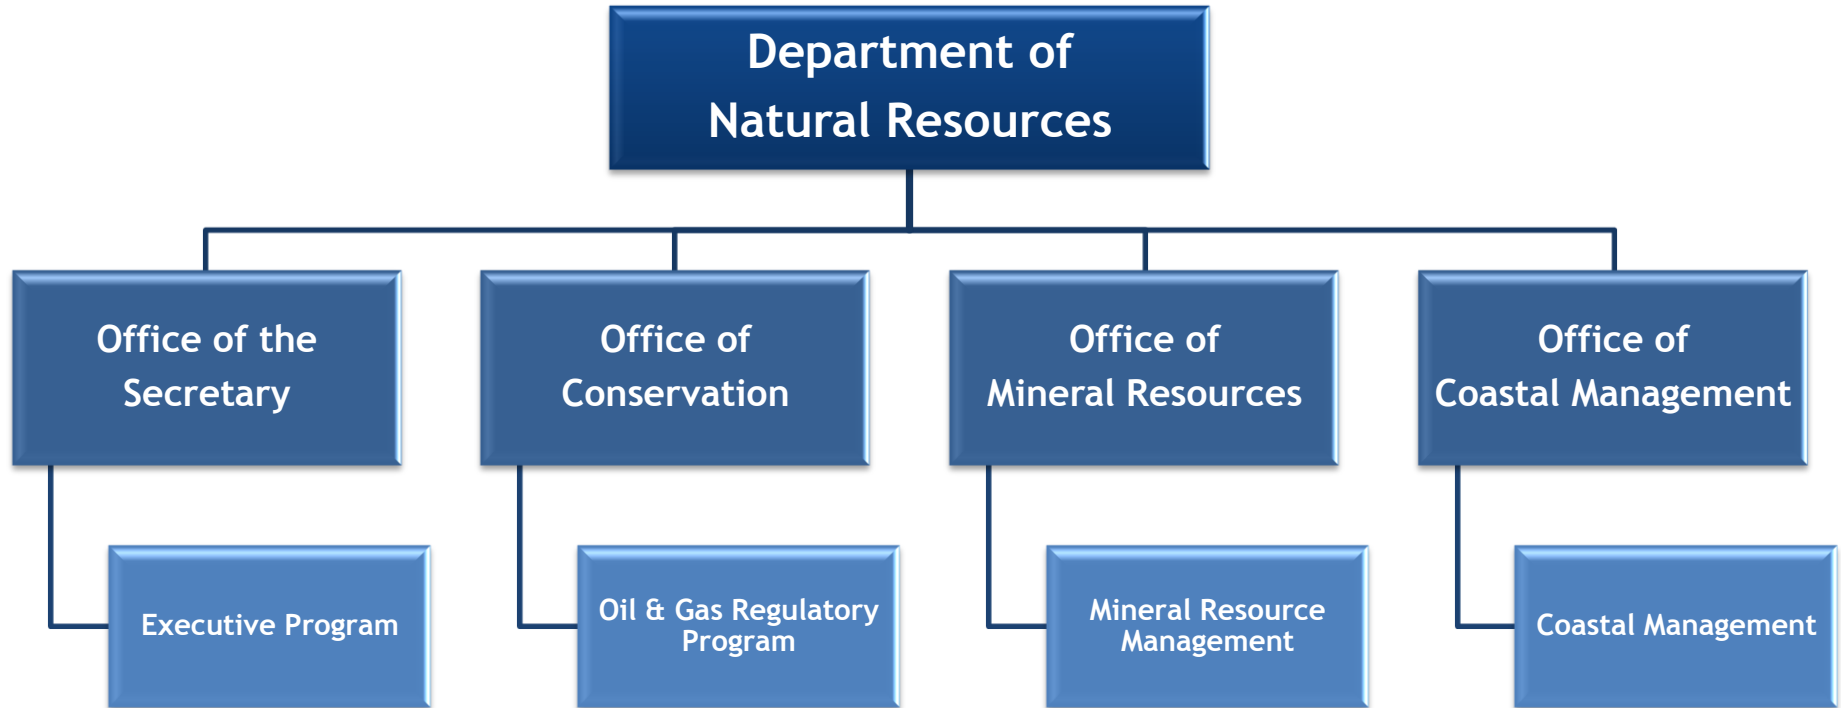 Department of
Natural Resources
Office of the
Secretary
Office of
Conservation
Office of
Mineral Resources
Office of
Coastal Management
Executive Program
Oil & Gas Regulatory
Program
Mineral Resource
Management
Coastal Management